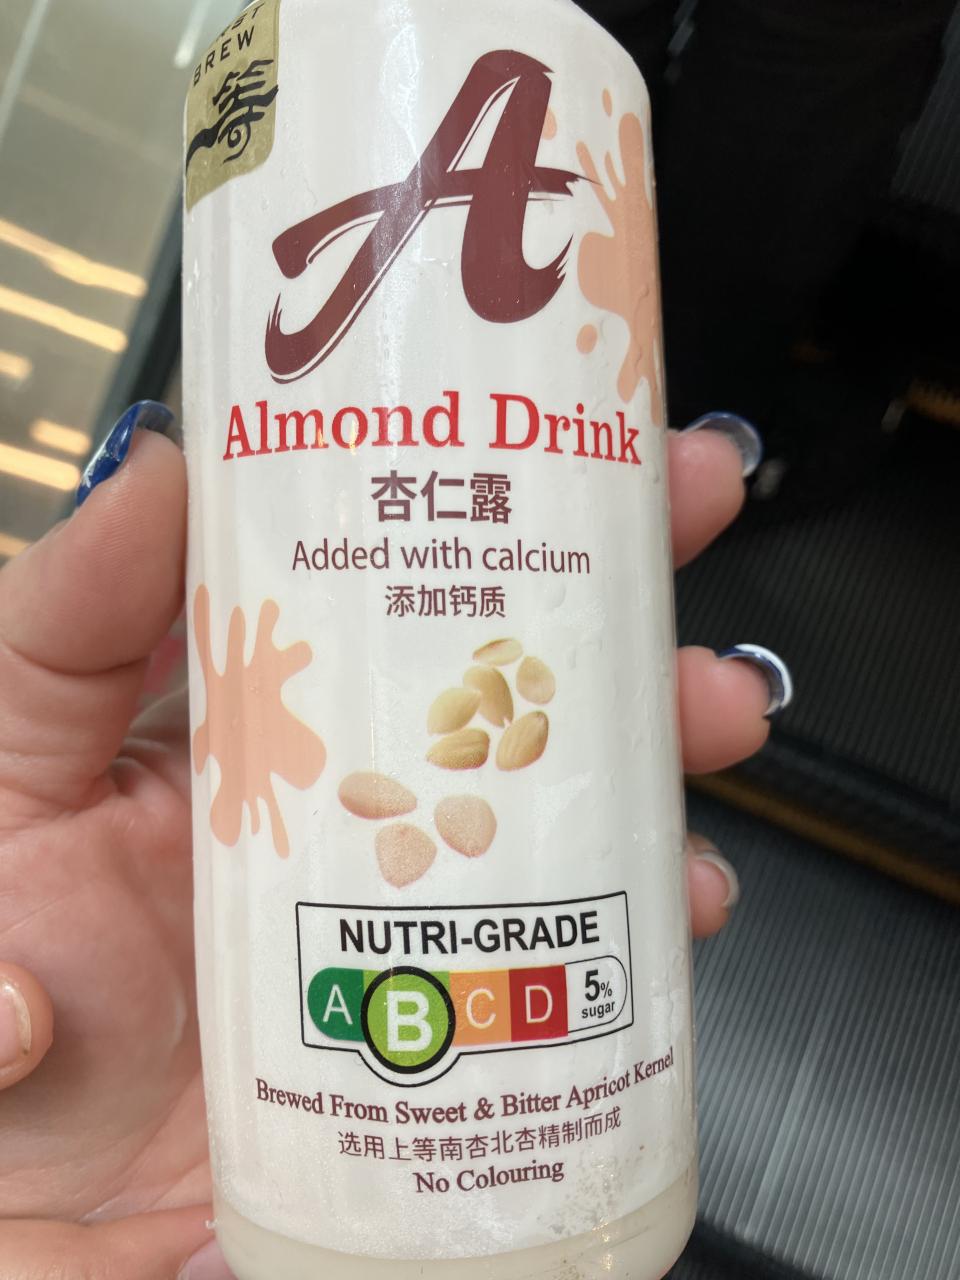 BREW
A
Almond Drink
杏仁露
Added with calcium
添加钙质
NUTRI-GRADE
A B C D 5% sugar
Brewed From Sweet & Bitter Apricot Kernel
选用上等南杏北杏精制而成
No Colouring